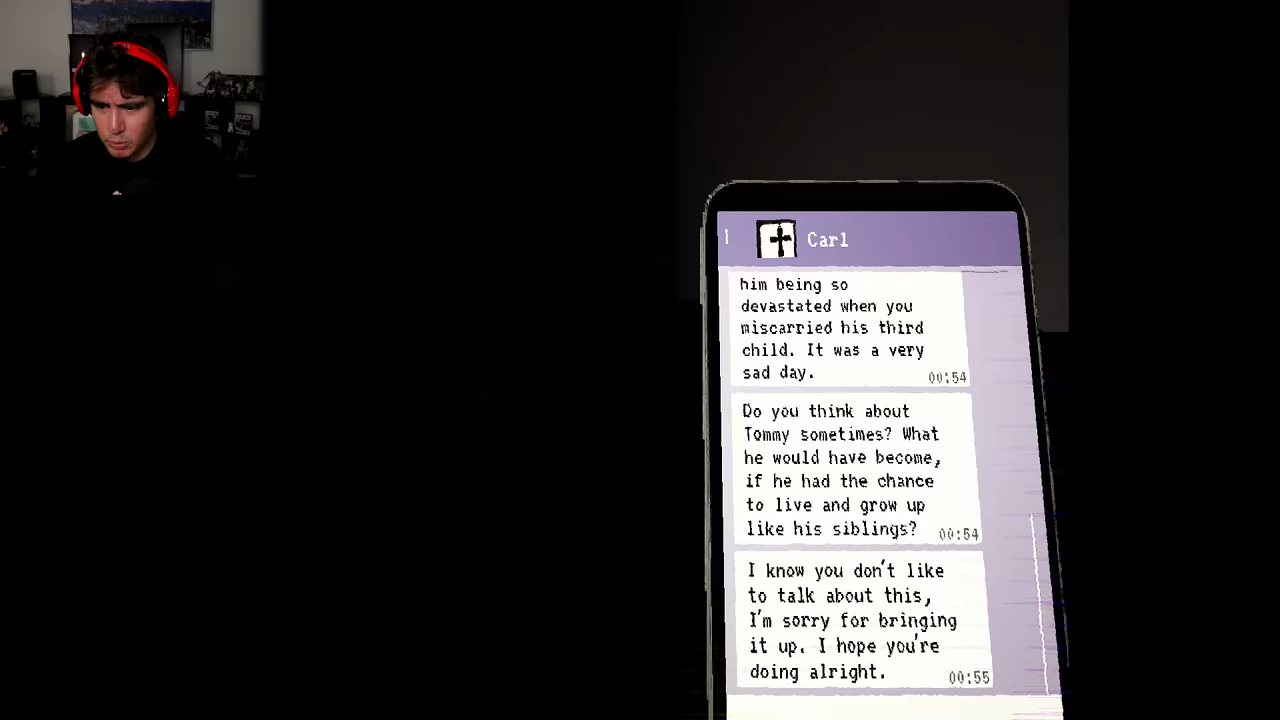 Carl
him being so
devastated when you
miscarried his third
child. It was a very
sad day.
00:54
Do you think about
Tommy sometimes? What
he would have become,
if he had the chance
to live and grow up
like his siblings?
00:54
I know you don't like
to talk about this,
I'm sorry for bringing
it up. I hope you're
doing alright.
00:55